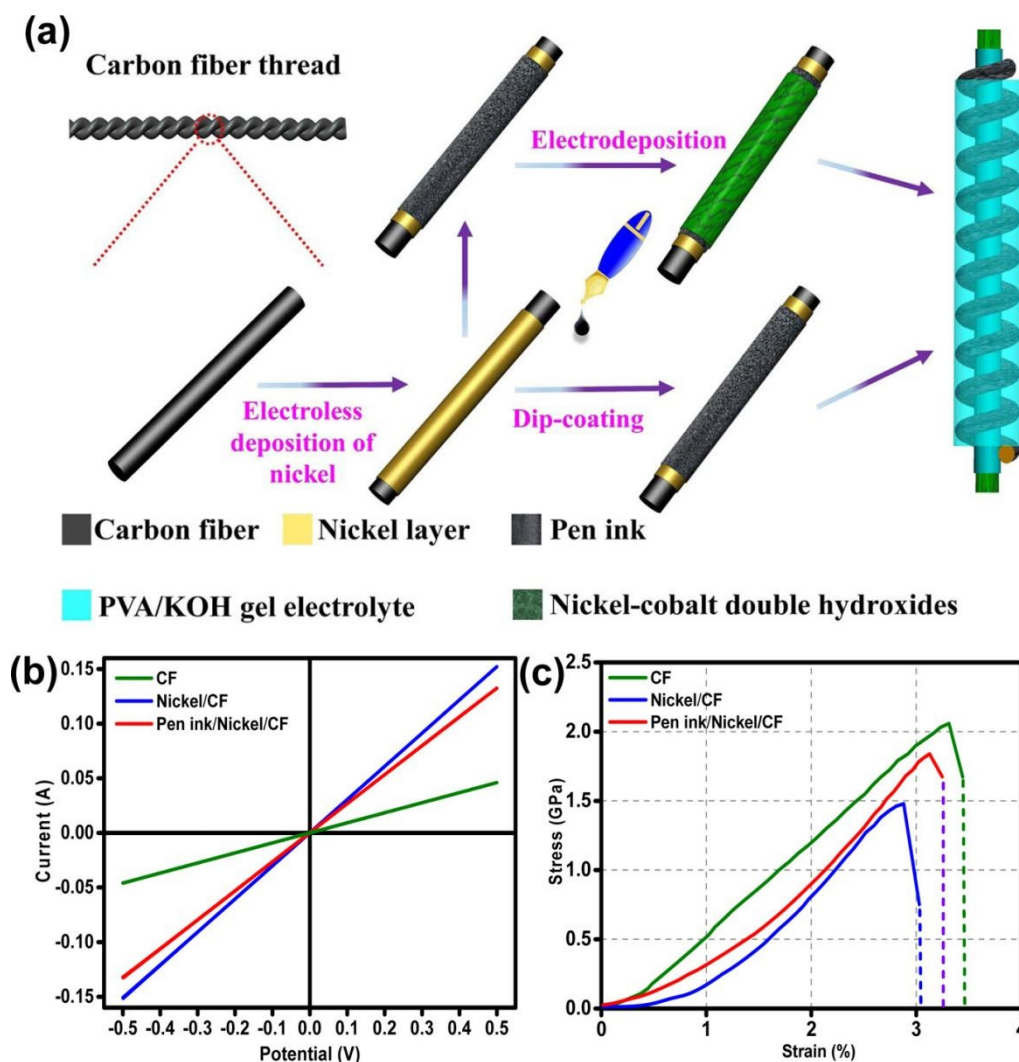 (a)
Carbon fiber thread
Electrodeposition
Electroless
deposition of
nickel
Dip-coating
Carbon fiber
Nickel layer
Pen ink
PVA/KOH gel electrolyte
Nickel-cobalt double hydroxides
(b)
CF
Nickel/CF
Pen ink/Nickel/CF
Current (A)
0.15
0.10
0.05
0.00
-0.05
-0.10
-0.15
-0.5 -0.4 -0.3 -0.2 -0.1 0.0 0.1 0.2 0.3 0.4 0.5
Potential (V)
(c)
CF
Nickel/CF
Pen ink/Nickel/CF
Stress (GPa)
2.5
2.0
1.5
1.0
0.5
0.0
0 1 2 3 4
Strain (%)